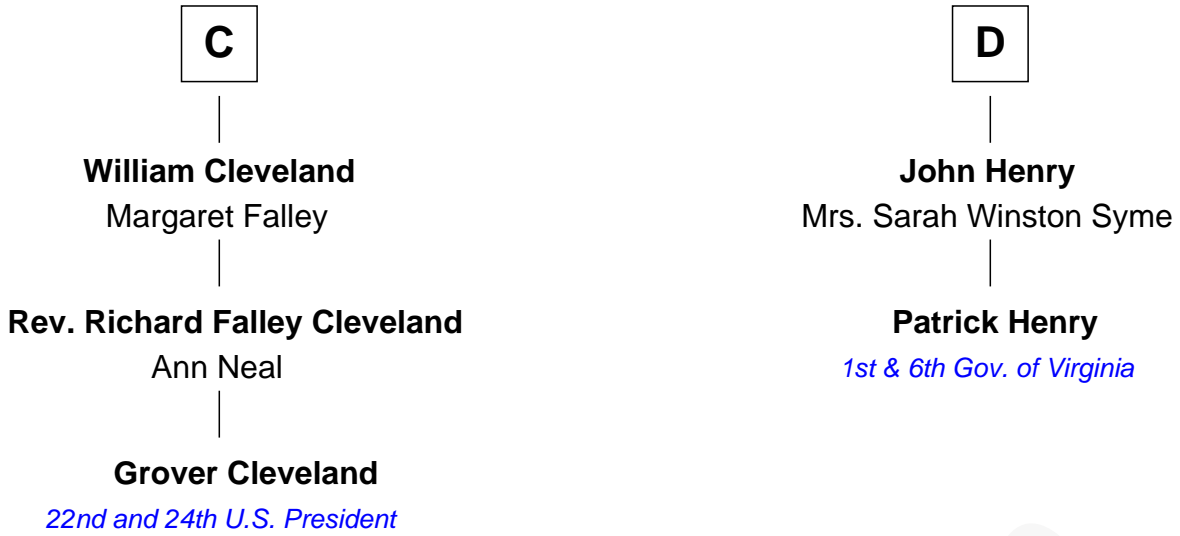 C
William Cleveland
Margaret Falley
Rev. Richard Falley Cleveland
Ann Neal
Grover Cleveland
22nd and 24th U.S. President
D
John Henry
Mrs. Sarah Winston Syme
Patrick Henry
1st & 6th Gov. of Virginia